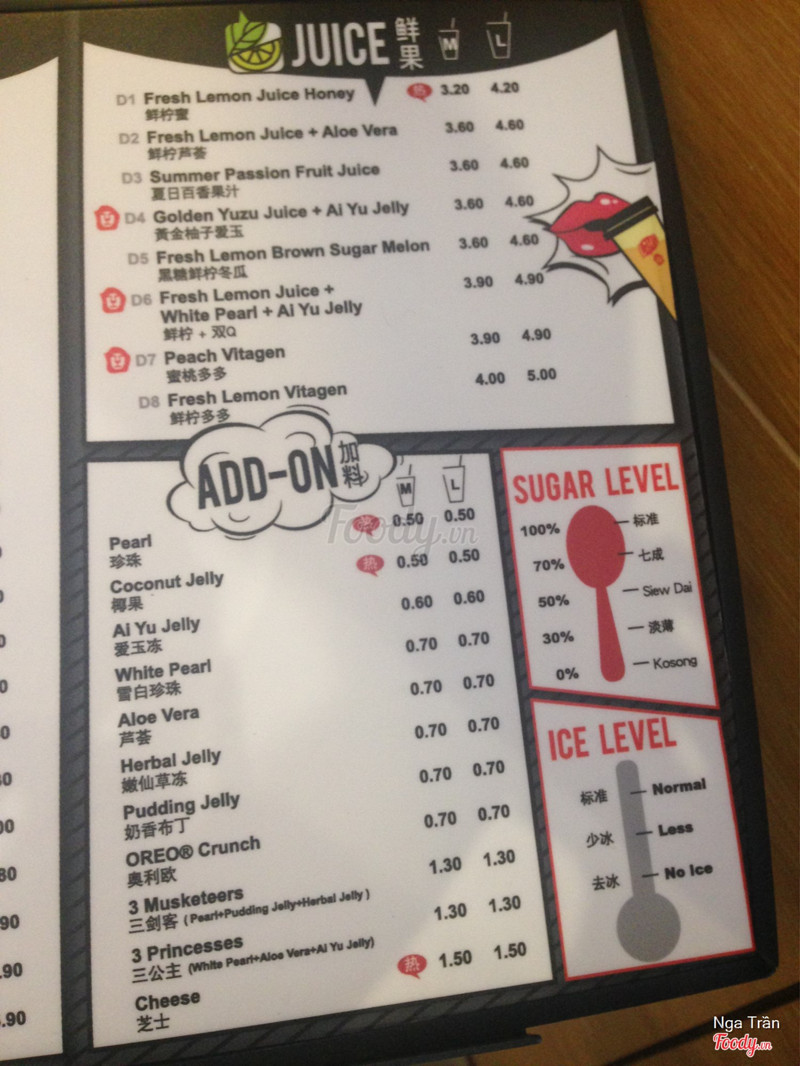 JUICE 鲜果 M L
D1 Fresh Lemon Juice Honey 热 3.20 4.20
鲜柠蜜
D2 Fresh Lemon Juice + Aloe Vera 3.60 4.60
鲜柠芦荟
D3 Summer Passion Fruit Juice 3.60 4.60
夏日百香果汁
D4 Golden Yuzu Juice + Ai Yu Jelly 3.60 4.60
黃金柚子爱玉
D5 Fresh Lemon Brown Sugar Melon 3.60 4.60
黑糖鲜柠冬瓜
D6 Fresh Lemon Juice + 3.90 4.90
White Pearl + Ai Yu Jelly
鲜柠 + 双Q
D7 Peach Vitagen 3.90 4.90
蜜桃多多
D8 Fresh Lemon Vitagen 4.00 5.00
鲜柠多多
ADD-ON 加料 M L
Pearl 热 0.50 0.50
珍珠
Coconut Jelly 热 0.50 0.50
椰果
Ai Yu Jelly 0.60 0.60
爱玉冻
White Pearl 0.70 0.70
雪白珍珠
Aloe Vera 0.70 0.70
芦荟
Herbal Jelly 0.70 0.70
嫩仙草冻
Pudding Jelly 0.70 0.70
奶香布丁
OREO® Crunch 0.70 0.70
奥利欧
3 Musketeers 1.30 1.30
三剑客 (Pearl+Pudding Jelly+Herbal Jelly)
3 Princesses 1.30 1.30
三公主 (White Pearl+Aloe Vera+Ai Yu Jelly)
Cheese 热 1.50 1.50
芝士
SUGAR LEVEL
100% 标准
70% 七成
50% Siew Dai
30% 淡薄
0% Kosong
ICE LEVEL
标准 Normal
少冰 Less
去冰 No Ice
Foody.vn
Nga Trần
Foody.vn